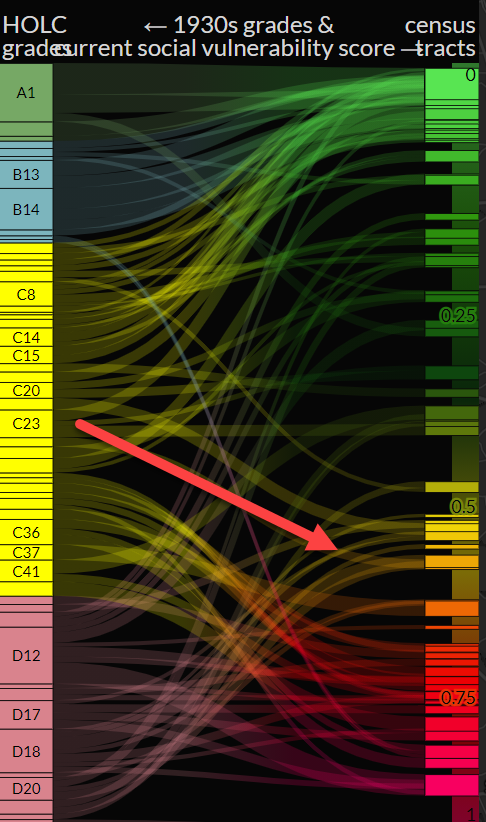 HOLC grades
← 1930s grades &
current social vulnerability score →
census tracts
A1
B13
B14
C8
C14
C15
C20
C23
C36
C37
C41
D12
D17
D18
D20
0
0.25
0.5
0.75
1